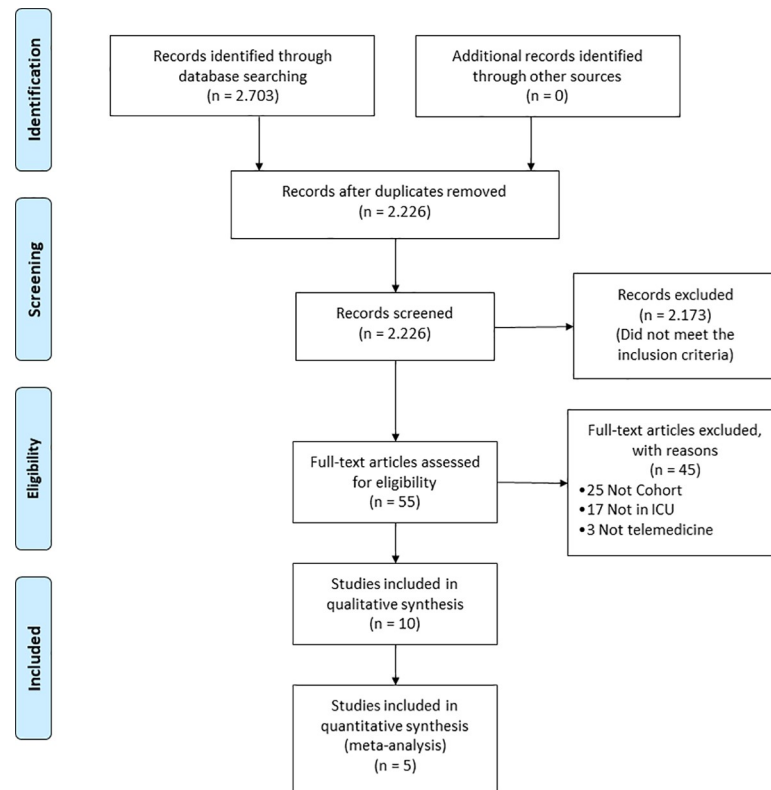 Identification
Records identified through
database searching
(n = 2.703)
Additional records identified
through other sources
(n = 0)
Records after duplicates removed
(n = 2.226)
Screening
Records screened
(n = 2.226)
Records excluded
(n = 2.173)
(Did not meet the
inclusion criteria)
Eligibility
Full-text articles assessed
for eligibility
(n = 55)
Full-text articles excluded,
with reasons
(n = 45)
•25 Not Cohort
•17 Not in ICU
•3 Not telemedicine
Included
Studies included in
qualitative synthesis
(n = 10)
Studies included in
quantitative synthesis
(meta-analysis)
(n = 5)